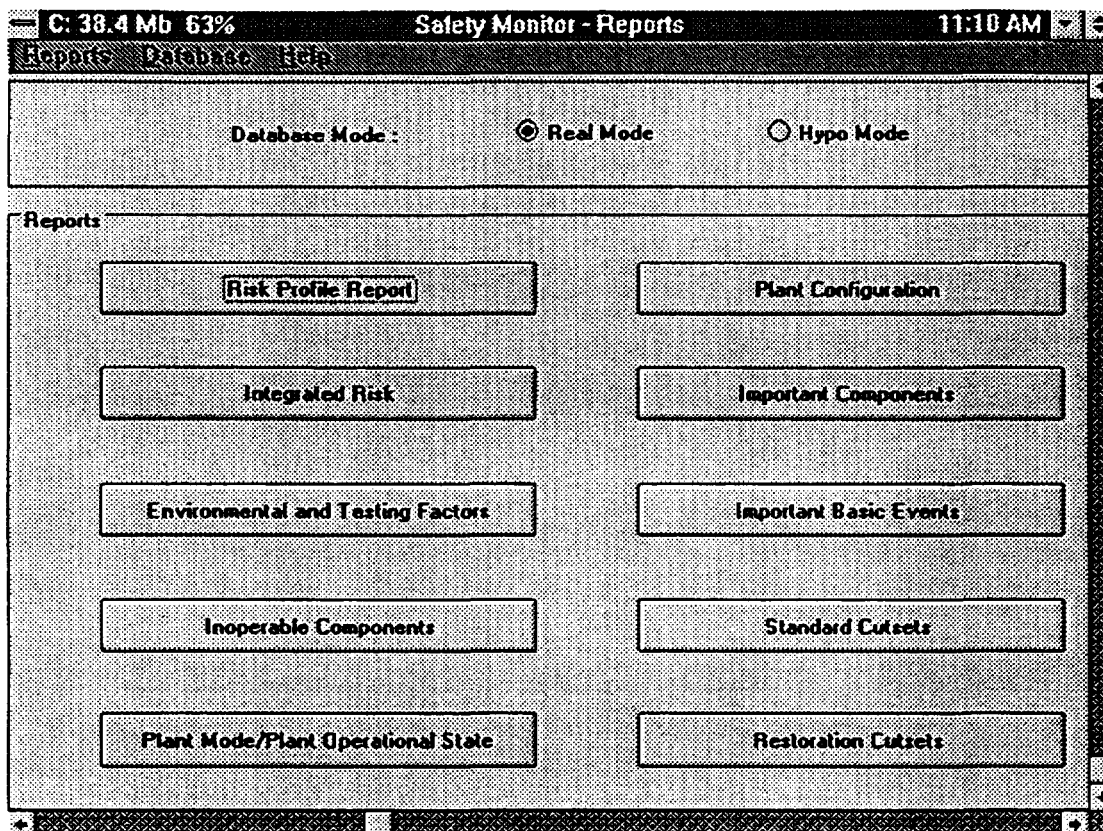 C: 38.4 Mb 63% Safety Monitor - Reports 11:10 AM
Reports Database Help
Database Mode : Real Mode Hypo Mode
Reports
Risk Profile Report Plant Configuration
Integrated Risk Important Components
Environmental and Testing Factors Important Basic Events
Inoperable Components Standard Cutsets
Plant Mode/Plant Operational State Restoration Cutsets